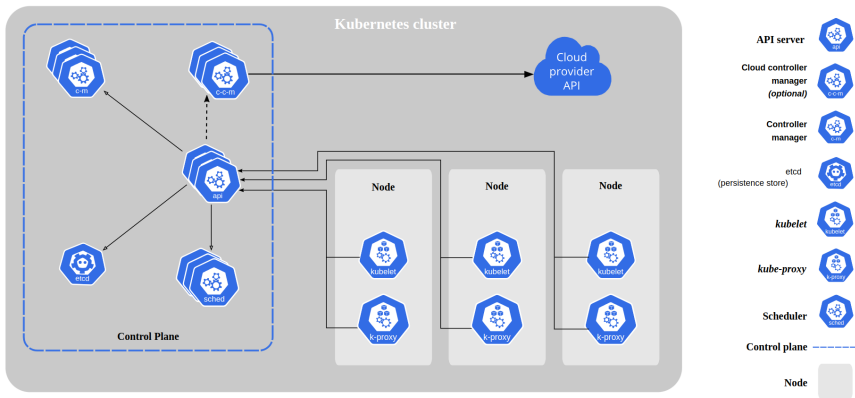 Kubernetes cluster
c-m
c-c-m
Cloud
provider
API
api
etcd
sched
Control Plane
Node
kubelet
k-proxy
Node
kubelet
k-proxy
Node
kubelet
k-proxy
API server
api
Cloud controller
manager
(optional)
c-c-m
Controller
manager
c-m
etcd
(persistence store)
etcd
kubelet
kubelet
kube-proxy
k-proxy
Scheduler
sched
Control plane
Node